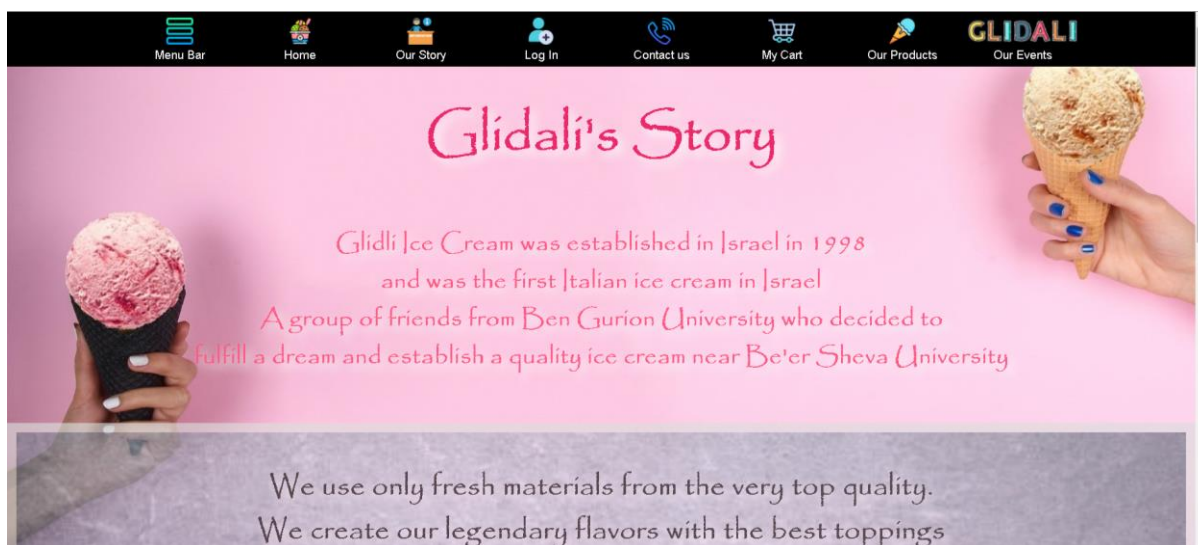 Menu Bar
Home
Our Story
Log In
Contact us
My Cart
Our Products
GLIDALI
Our Events
Glidali's Story
Glidli Ice Cream was established in Israel in 1998
and was the first Italian ice cream in Israel
A group of friends from Ben Gurion University who decided to
fulfill a dream and establish a quality ice cream near Be'er Sheva University
We use only fresh materials from the very top quality.
We create our legendary flavors with the best toppings